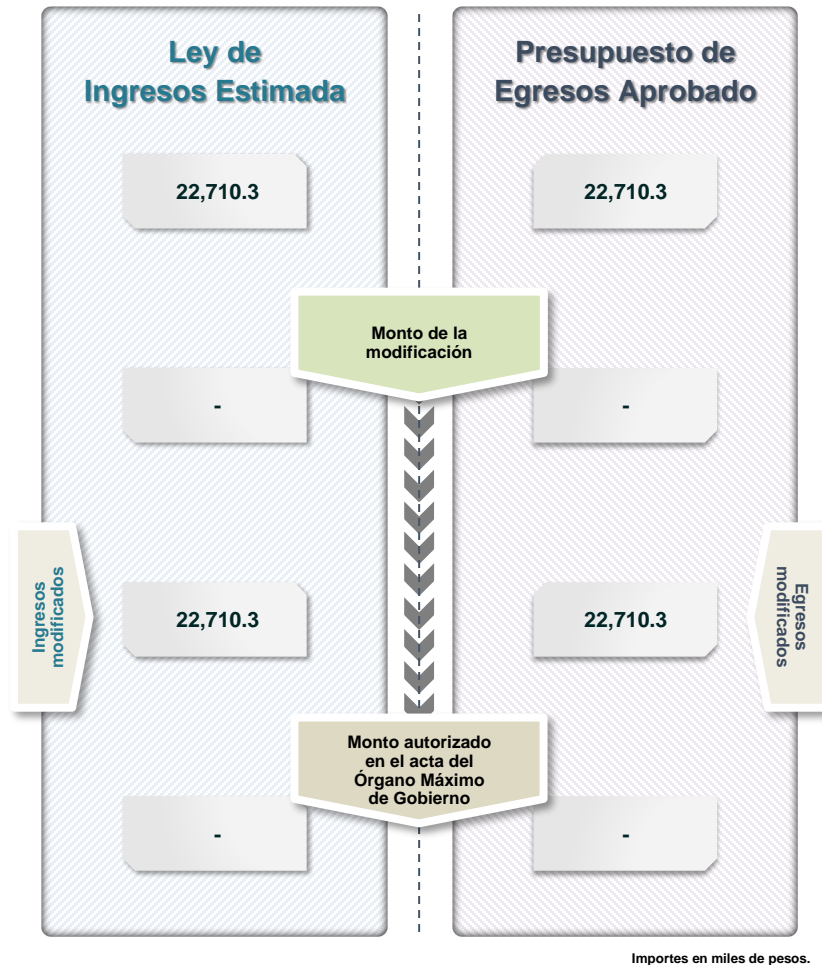 Ley de
Ingresos Estimada
Presupuesto de
Egresos Aprobado
22,710.3
22,710.3
Monto de la
modificación
-
-
Ingresos
modificados
22,710.3
22,710.3
Egresos
modificados
Monto autorizado
en el acta del
Órgano Máximo
de Gobierno
-
-
Importes en miles de pesos.